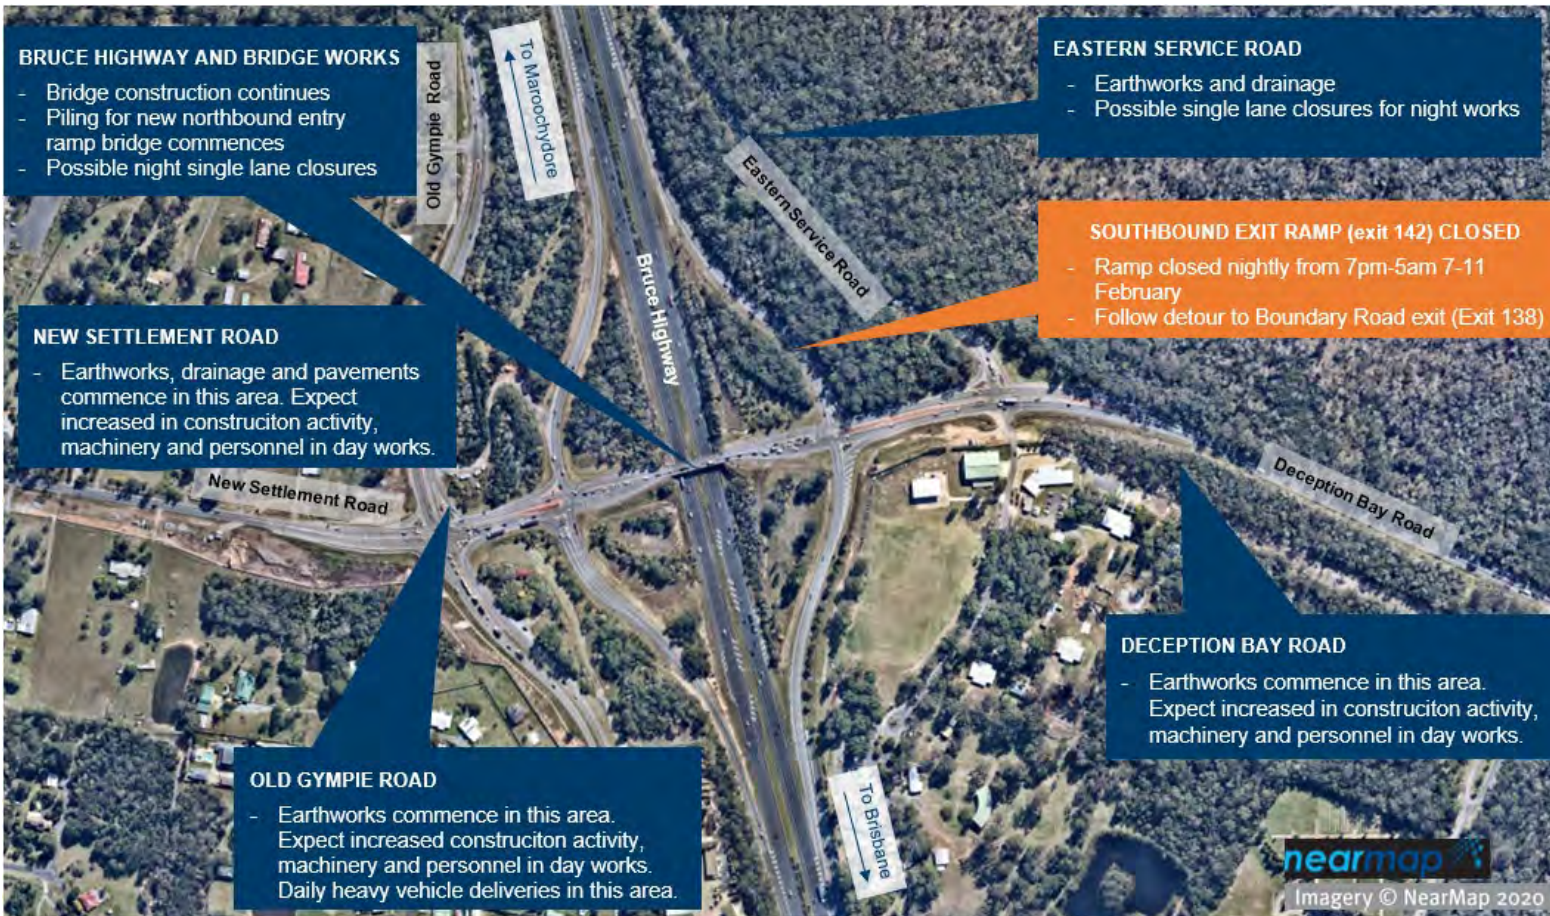 BRUCE HIGHWAY AND BRIDGE WORKS
- Bridge construction continues
- Piling for new northbound entry
ramp bridge commences
- Possible night single lane closures
Old Gympie Road
To Maroochydore
EASTERN SERVICE ROAD
- Earthworks and drainage
- Possible single lane closures for night works
Eastern Service Road
SOUTHBOUND EXIT RAMP (exit 142) CLOSED
- Ramp closed nightly from 7pm-5am 7-11
February
- Follow detour to Boundary Road exit (Exit 138)
Bruce Highway
NEW SETTLEMENT ROAD
- Earthworks, drainage and pavements
commence in this area. Expect
increased in construciton activity,
machinery and personnel in day works.
New Settlement Road
Deception Bay Road
DECEPTION BAY ROAD
- Earthworks commence in this area.
Expect increased in construciton activity,
machinery and personnel in day works.
OLD GYMPIE ROAD
- Earthworks commence in this area.
Expect increased construciton activity,
machinery and personnel in day works.
Daily heavy vehicle deliveries in this area.
To Brisbane
nearmap
Imagery © NearMap 2020